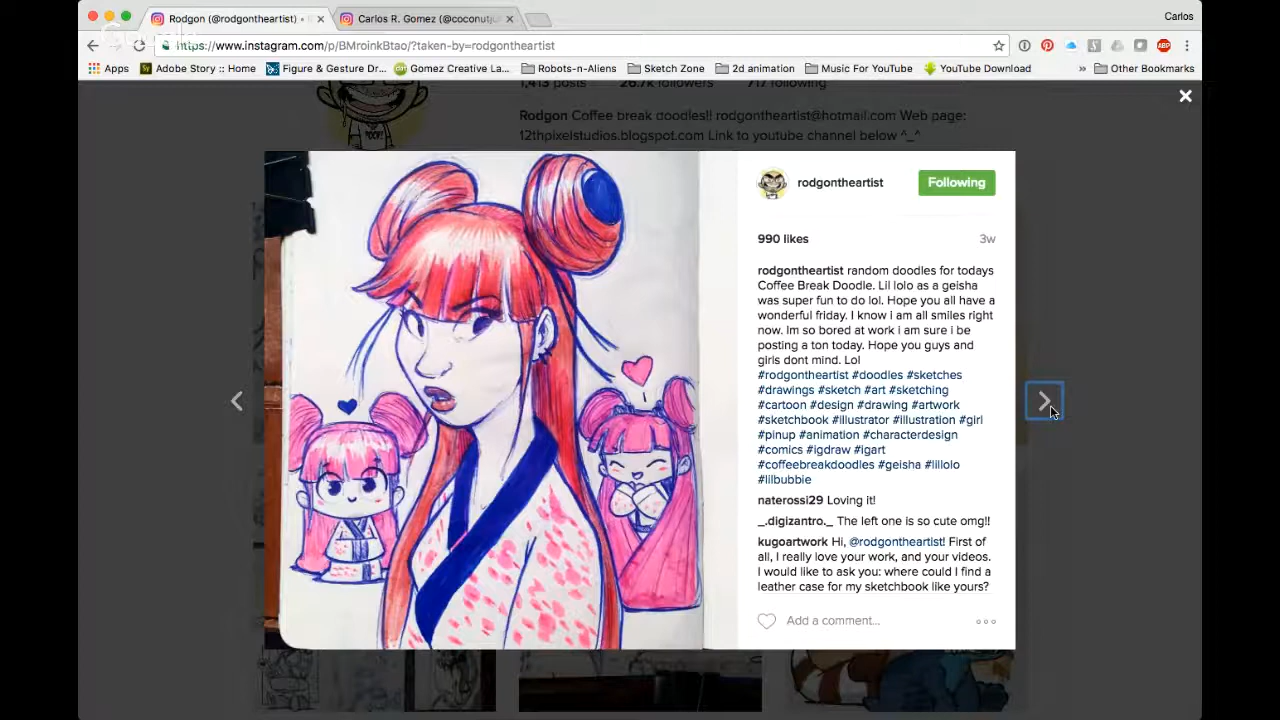 Rodgon (@rodgontheartist) •
Carlos R. Gomez (@coconutju
Carlos
https://www.instagram.com/p/BMroinkBtao/?taken-by=rodgontheartist
Apps
Adobe Story :: Home
Figure & Gesture Dr...
Gomez Creative La...
Robots-n-Aliens
Sketch Zone
2d animation
Music For YouTube
YouTube Download
»
Other Bookmarks
1,413 posts 26.7k followers 717 following
Rodgon Coffee break doodles!! rodgontheartist@hotmail.com Web page:
12thpixelstudios.blogspot.com Link to youtube channel below ^_^
rodgontheartist
Following
990 likes
3w
rodgontheartist random doodles for todays
Coffee Break Doodle. Lil lolo as a geisha
was super fun to do lol. Hope you all have a
wonderful friday. I know i am all smiles right
now. Im so bored at work i am sure i be
posting a ton today. Hope you guys and
girls dont mind. Lol
#rodgontheartist #doodles #sketches
#drawings #sketch #art #sketching
#cartoon #design #drawing #artwork
#sketchbook #illustrator #illustration #girl
#pinup #animation #characterdesign
#comics #igdraw #igart
#coffeebreakdoodles #geisha #lillolo
#lilbubbie
naterossi29 Loving it!
_.digizantro._ The left one is so cute omg!!
kugoartwork Hi, @rodgontheartist! First of
all, I really love your work, and your videos.
I would like to ask you: where could I find a
leather case for my sketchbook like yours?
Add a comment...